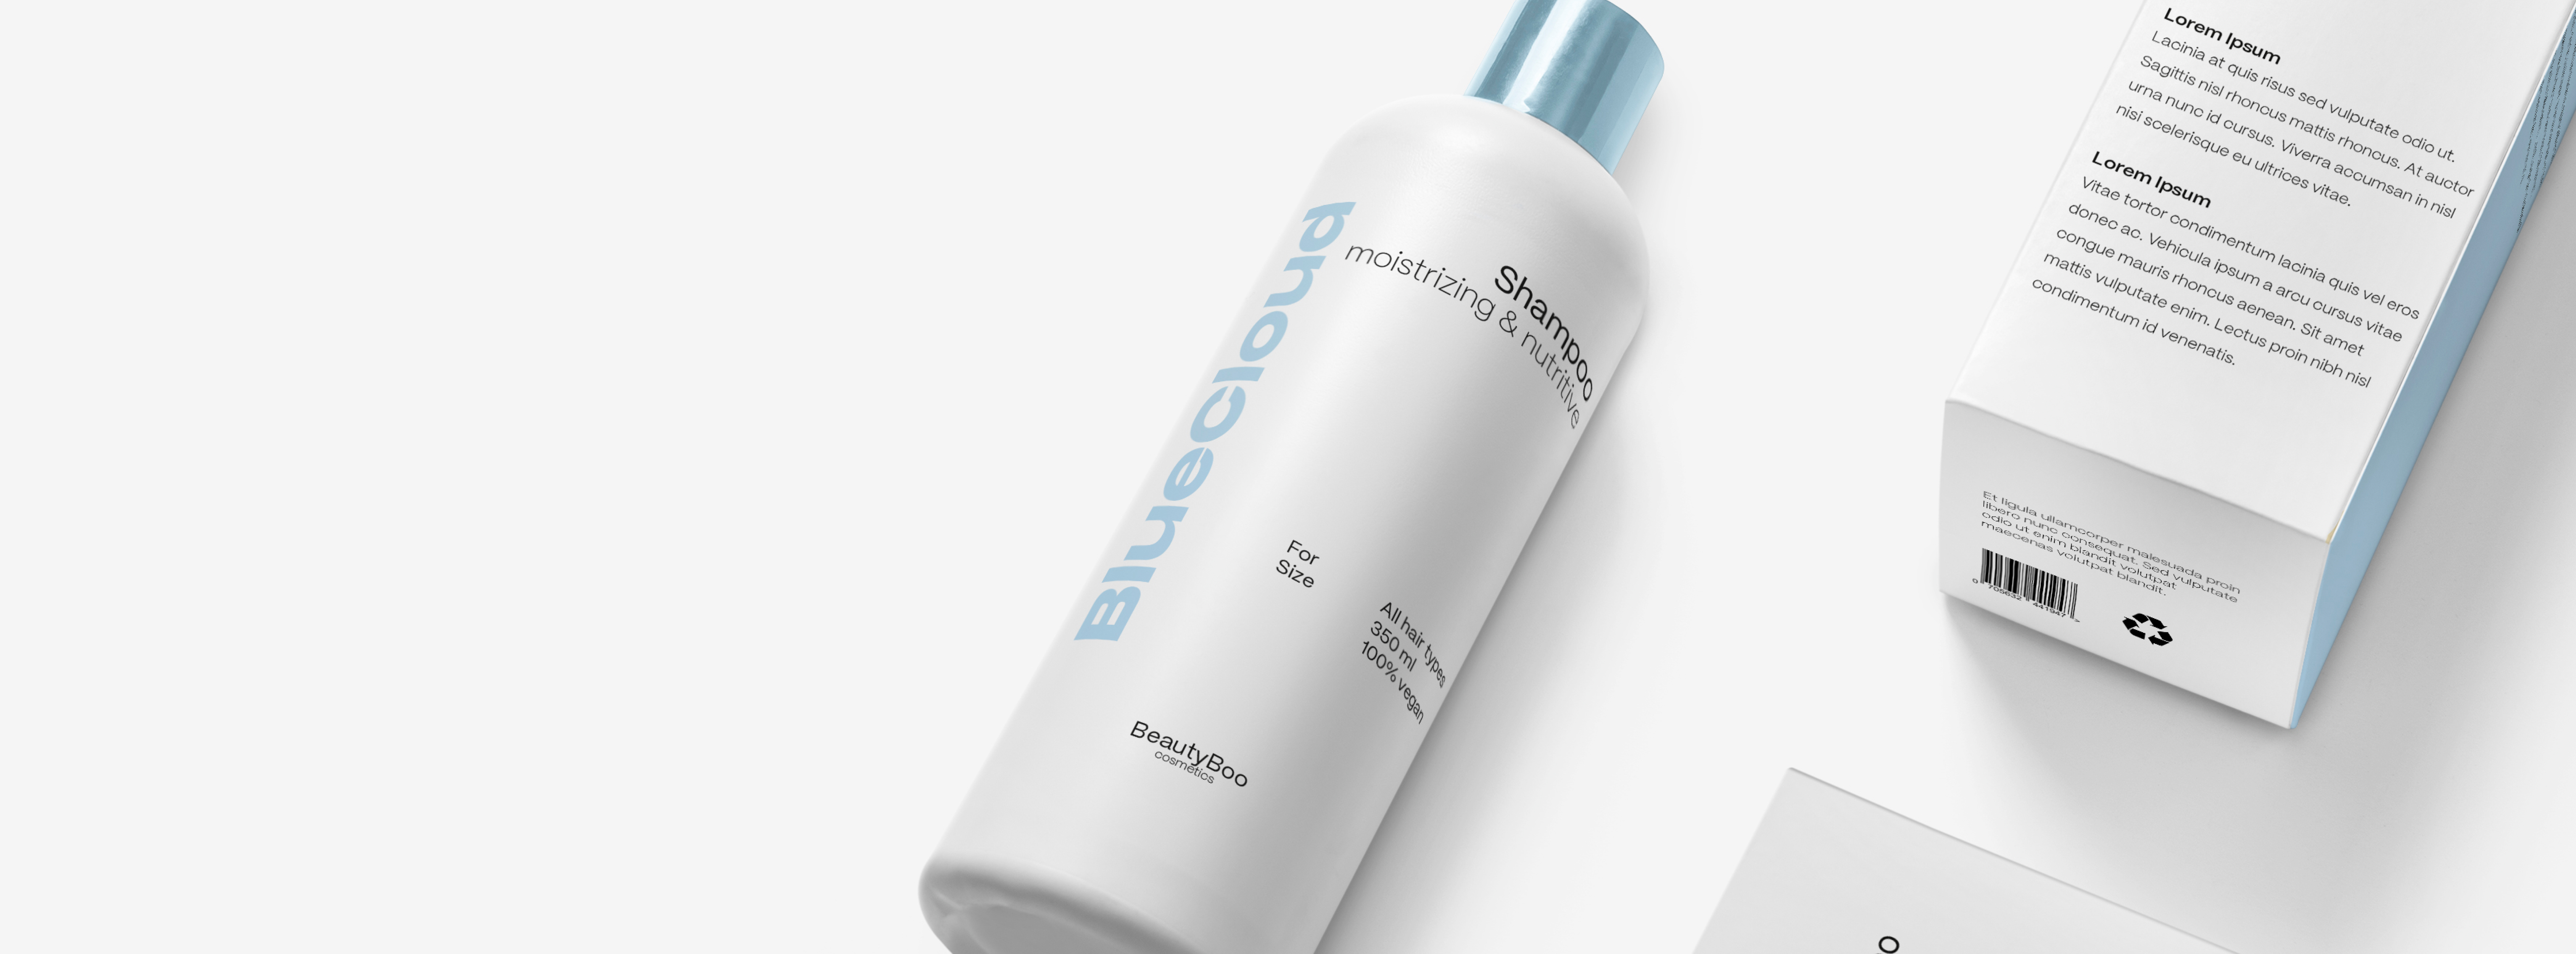 BlueCloud
Shampoo
moistrizing & nutritive
For
Size
All hair types
350 ml
100% vegan
BeautyBoo
cosmetics
Lorem Ipsum
Lacinia at quis risus sed vulputate odio ut.
Sagittis nisl rhoncus mattis rhoncus. At auctor
urna nunc id cursus. Viverra accumsan in nisl
nisi scelerisque eu ultrices vitae.
Lorem Ipsum
Vitae tortor condimentum lacinia quis vel eros
donec ac. Vehicula ipsum a arcu cursus vitae
congue mauris rhoncus aenean. Sit amet
mattis vulputate enim. Lectus proin nibh nisl
condimentum id venenatis.
Et ligula ullamcorper malesuada proin
libero nunc consequat. Sed vulputate
odio ut enim blandit volutpat
maecenas volutpat blandit.
0 705632 441947
o